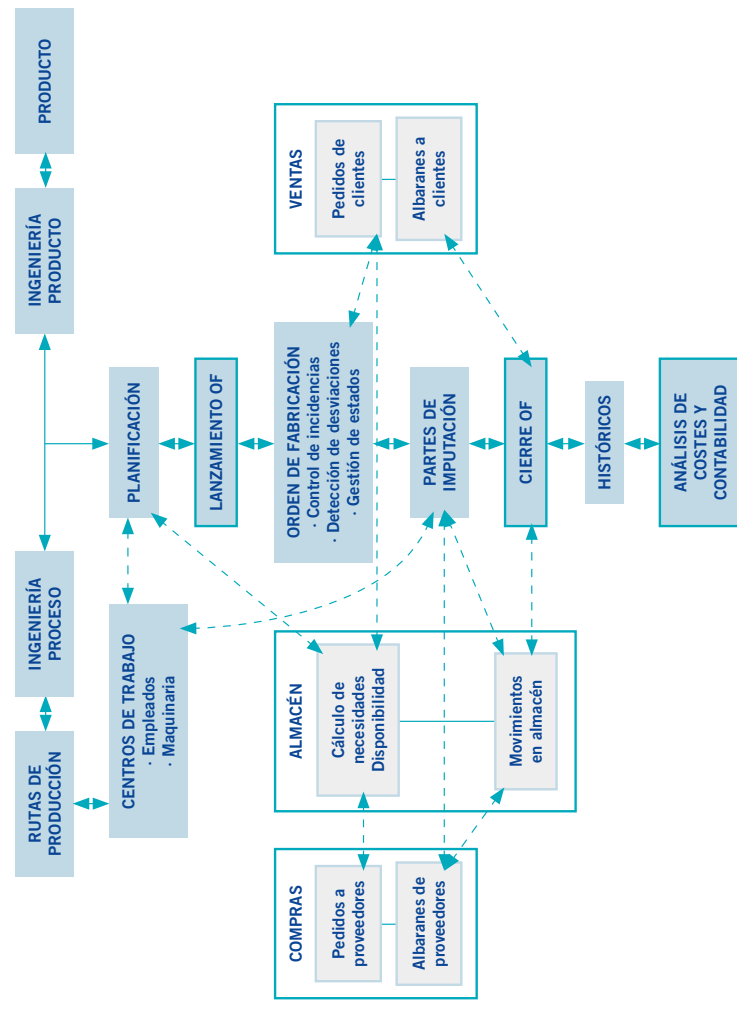 RUTAS DE
PRODUCCIÓN
INGENIERÍA
PROCESO
INGENIERÍA
PRODUCTO
PRODUCTO
CENTROS DE TRABAJO
· Empleados
· Maquinaria
PLANIFICACIÓN
LANZAMIENTO OF
COMPRAS
Pedidos a
proveedores
Albaranes de
proveedores
ALMACÉN
Cálculo de
necesidades
Disponibilidad
Movimientos
en almacén
ORDEN DE FABRICACIÓN
· Control de incidencias
· Detección de desviaciones
· Gestión de estados
VENTAS
Pedidos de
clientes
Albaranes a
clientes
PARTES DE
IMPUTACIÓN
CIERRE OF
HISTÓRICOS
ANÁLISIS DE
COSTES Y
CONTABILIDAD